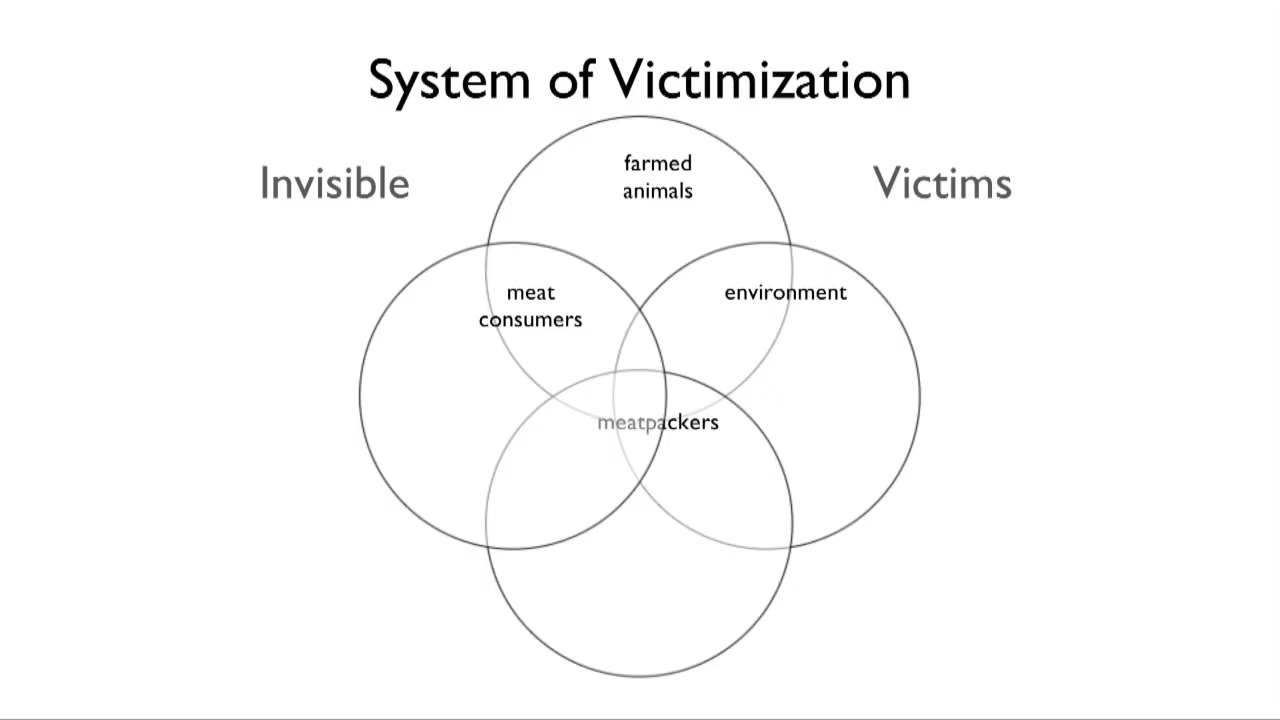 System of Victimization
Invisible
Victims
farmed
animals
meat
consumers
environment
meatpackers